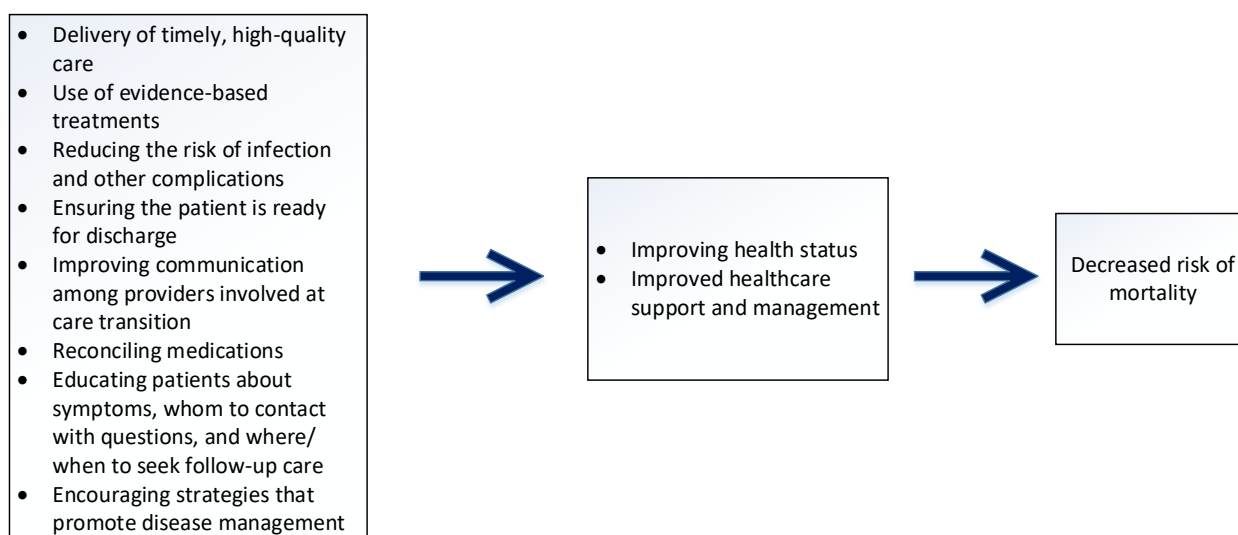 • Delivery of timely, high-quality
care
• Use of evidence-based
treatments
• Reducing the risk of infection
and other complications
• Ensuring the patient is ready
for discharge
• Improving communication
among providers involved at
care transition
• Reconciling medications
• Educating patients about
symptoms, whom to contact
with questions, and where/
when to seek follow-up care
• Encouraging strategies that
promote disease management
• Improving health status
• Improved healthcare
support and management
Decreased risk of
mortality